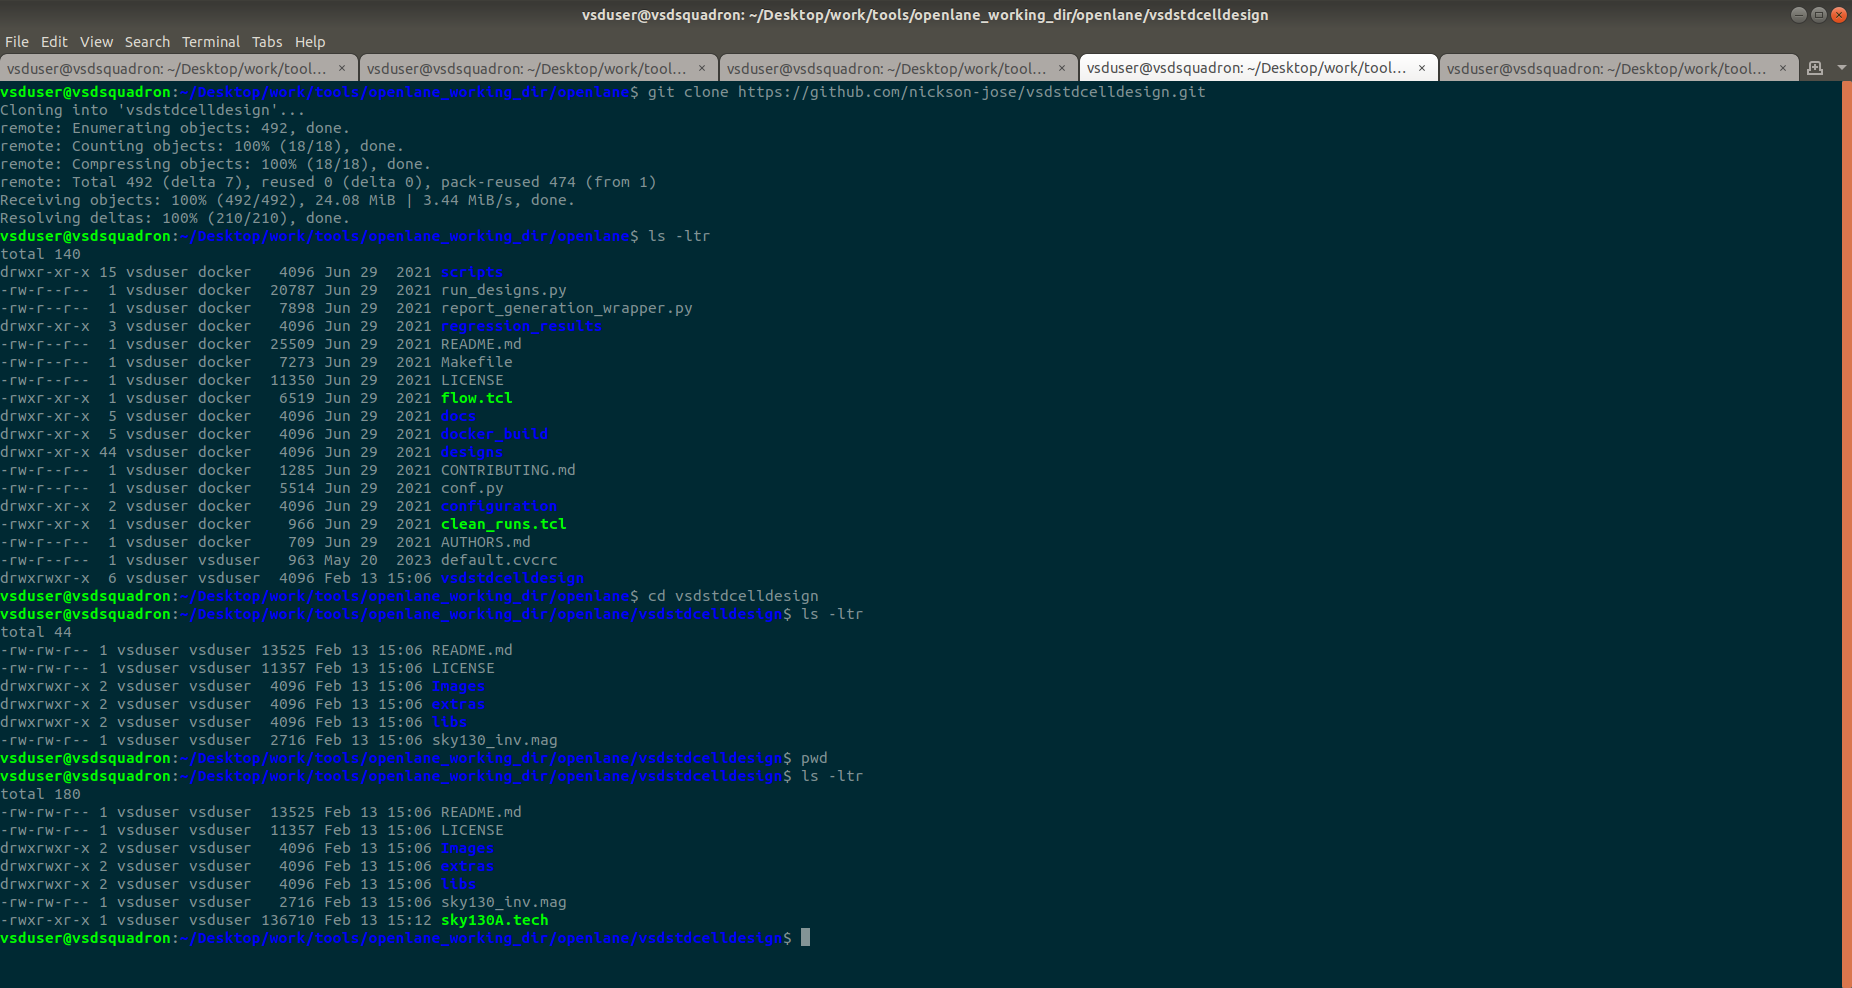 vsduser@vsdsquadron: ~/Desktop/work/tools/openlane_working_dir/openlane/vsdstdcelldesign
File Edit View Search Terminal Tabs Help
vsduser@vsdsquadron: ~/Desktop/work/tool... × vsduser@vsdsquadron: ~/Desktop/work/tool... × vsduser@vsdsquadron: ~/Desktop/work/tool... × vsduser@vsdsquadron: ~/Desktop/work/tool... × vsduser@vsdsquadron: ~/Desktop/work/tool... ×
vsduser@vsdsquadron:~/Desktop/work/tools/openlane_working_dir/openlane$ git clone https://github.com/nickson-jose/vsdstdcelldesign.git
Cloning into 'vsdstdcelldesign'...
remote: Enumerating objects: 492, done.
remote: Counting objects: 100% (18/18), done.
remote: Compressing objects: 100% (18/18), done.
remote: Total 492 (delta 7), reused 0 (delta 0), pack-reused 474 (from 1)
Receiving objects: 100% (492/492), 24.08 MiB | 3.44 MiB/s, done.
Resolving deltas: 100% (210/210), done.
vsduser@vsdsquadron:~/Desktop/work/tools/openlane_working_dir/openlane$ ls -ltr
total 140
drwxr-xr-x 15 vsduser docker   4096 Jun 29  2021 scripts
-rw-r--r--  1 vsduser docker  20787 Jun 29  2021 run_designs.py
-rw-r--r--  1 vsduser docker   7898 Jun 29  2021 report_generation_wrapper.py
drwxr-xr-x  3 vsduser docker   4096 Jun 29  2021 regression_results
-rw-r--r--  1 vsduser docker  25509 Jun 29  2021 README.md
-rw-r--r--  1 vsduser docker   7273 Jun 29  2021 Makefile
-rw-r--r--  1 vsduser docker  11350 Jun 29  2021 LICENSE
-rwxr-xr-x  1 vsduser docker   6519 Jun 29  2021 flow.tcl
drwxr-xr-x  5 vsduser docker   4096 Jun 29  2021 docs
drwxr-xr-x  5 vsduser docker   4096 Jun 29  2021 docker_build
drwxr-xr-x 44 vsduser docker   4096 Jun 29  2021 designs
-rw-r--r--  1 vsduser docker   1285 Jun 29  2021 CONTRIBUTING.md
-rw-r--r--  1 vsduser docker   5514 Jun 29  2021 conf.py
drwxr-xr-x  2 vsduser docker   4096 Jun 29  2021 configuration
-rwxr-xr-x  1 vsduser docker    966 Jun 29  2021 clean_runs.tcl
-rw-r--r--  1 vsduser docker    709 Jun 29  2021 AUTHORS.md
-rw-r--r--  1 vsduser vsduser   963 May 20  2023 default.cvcrc
drwxrwxr-x  6 vsduser vsduser  4096 Feb 13 15:06 vsdstdcelldesign
vsduser@vsdsquadron:~/Desktop/work/tools/openlane_working_dir/openlane$ cd vsdstdcelldesign
vsduser@vsdsquadron:~/Desktop/work/tools/openlane_working_dir/openlane/vsdstdcelldesign$ ls -ltr
total 44
-rw-rw-r-- 1 vsduser vsduser 13525 Feb 13 15:06 README.md
-rw-rw-r-- 1 vsduser vsduser 11357 Feb 13 15:06 LICENSE
drwxrwxr-x 2 vsduser vsduser  4096 Feb 13 15:06 Images
drwxrwxr-x 2 vsduser vsduser  4096 Feb 13 15:06 extras
drwxrwxr-x 2 vsduser vsduser  4096 Feb 13 15:06 libs
-rw-rw-r-- 1 vsduser vsduser  2716 Feb 13 15:06 sky130_inv.mag
vsduser@vsdsquadron:~/Desktop/work/tools/openlane_working_dir/openlane/vsdstdcelldesign$ pwd
vsduser@vsdsquadron:~/Desktop/work/tools/openlane_working_dir/openlane/vsdstdcelldesign$ ls -ltr
total 180
-rw-rw-r-- 1 vsduser vsduser  13525 Feb 13 15:06 README.md
-rw-rw-r-- 1 vsduser vsduser  11357 Feb 13 15:06 LICENSE
drwxrwxr-x 2 vsduser vsduser   4096 Feb 13 15:06 Images
drwxrwxr-x 2 vsduser vsduser   4096 Feb 13 15:06 extras
drwxrwxr-x 2 vsduser vsduser   4096 Feb 13 15:06 libs
-rw-rw-r-- 1 vsduser vsduser   2716 Feb 13 15:06 sky130_inv.mag
-rwxr-xr-x 1 vsduser vsduser 136710 Feb 13 15:12 sky130A.tech
vsduser@vsdsquadron:~/Desktop/work/tools/openlane_working_dir/openlane/vsdstdcelldesign$